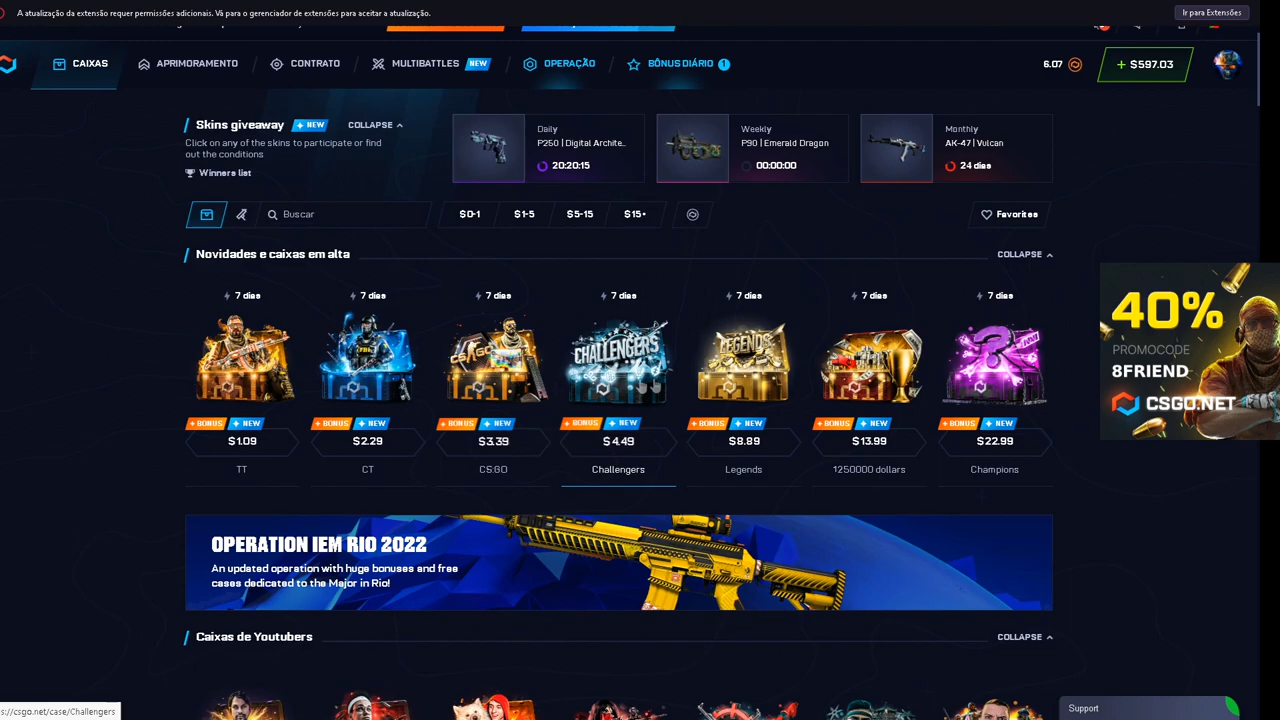 A atualização da extensão requer permissões adicionais. Vá para o gerenciador de extensões para aceitar a atualização.
Ir para Extensões
CAIXAS
APRIMORAMENTO
CONTRATO
MULTIBATTLES NEW
OPERAÇÃO
BÔNUS DIÁRIO 1
6.07
+ $597.03
Skins giveaway
NEW
COLLAPSE
Click on any of the skins to participate or find
out the conditions
Winners list
Daily
P250 | Digital Archite...
20:20:15
Weekly
P90 | Emerald Dragon
00:00:00
Monthly
AK-47 | Vulcan
24 dias
Buscar
$0-1
$1-5
$5-15
$15+
Favorites
Novidades e caixas em alta
COLLAPSE
7 dias
7 dias
7 dias
7 dias
7 dias
7 dias
7 dias
FBI
CS:GO
CHALLENGERS
LEGENDS
?
+ BONUS NEW
+ BONUS NEW
+ BONUS NEW
+ BONUS NEW
+ BONUS NEW
+ BONUS NEW
+ BONUS NEW
$1.09
$2.29
$3.39
$4.49
$8.89
$13.99
$22.99
TT
CT
CS:GO
Challengers
Legends
1250000 dollars
Champions
40%
PROMOCODE
8FRIEND
CSGO.NET
OPERATION IEM RIO 2022
An updated operation with huge bonuses and free
cases dedicated to the Major in Rio!
Caixas de Youtubers
COLLAPSE
s://csgo.net/case/Challengers
Support